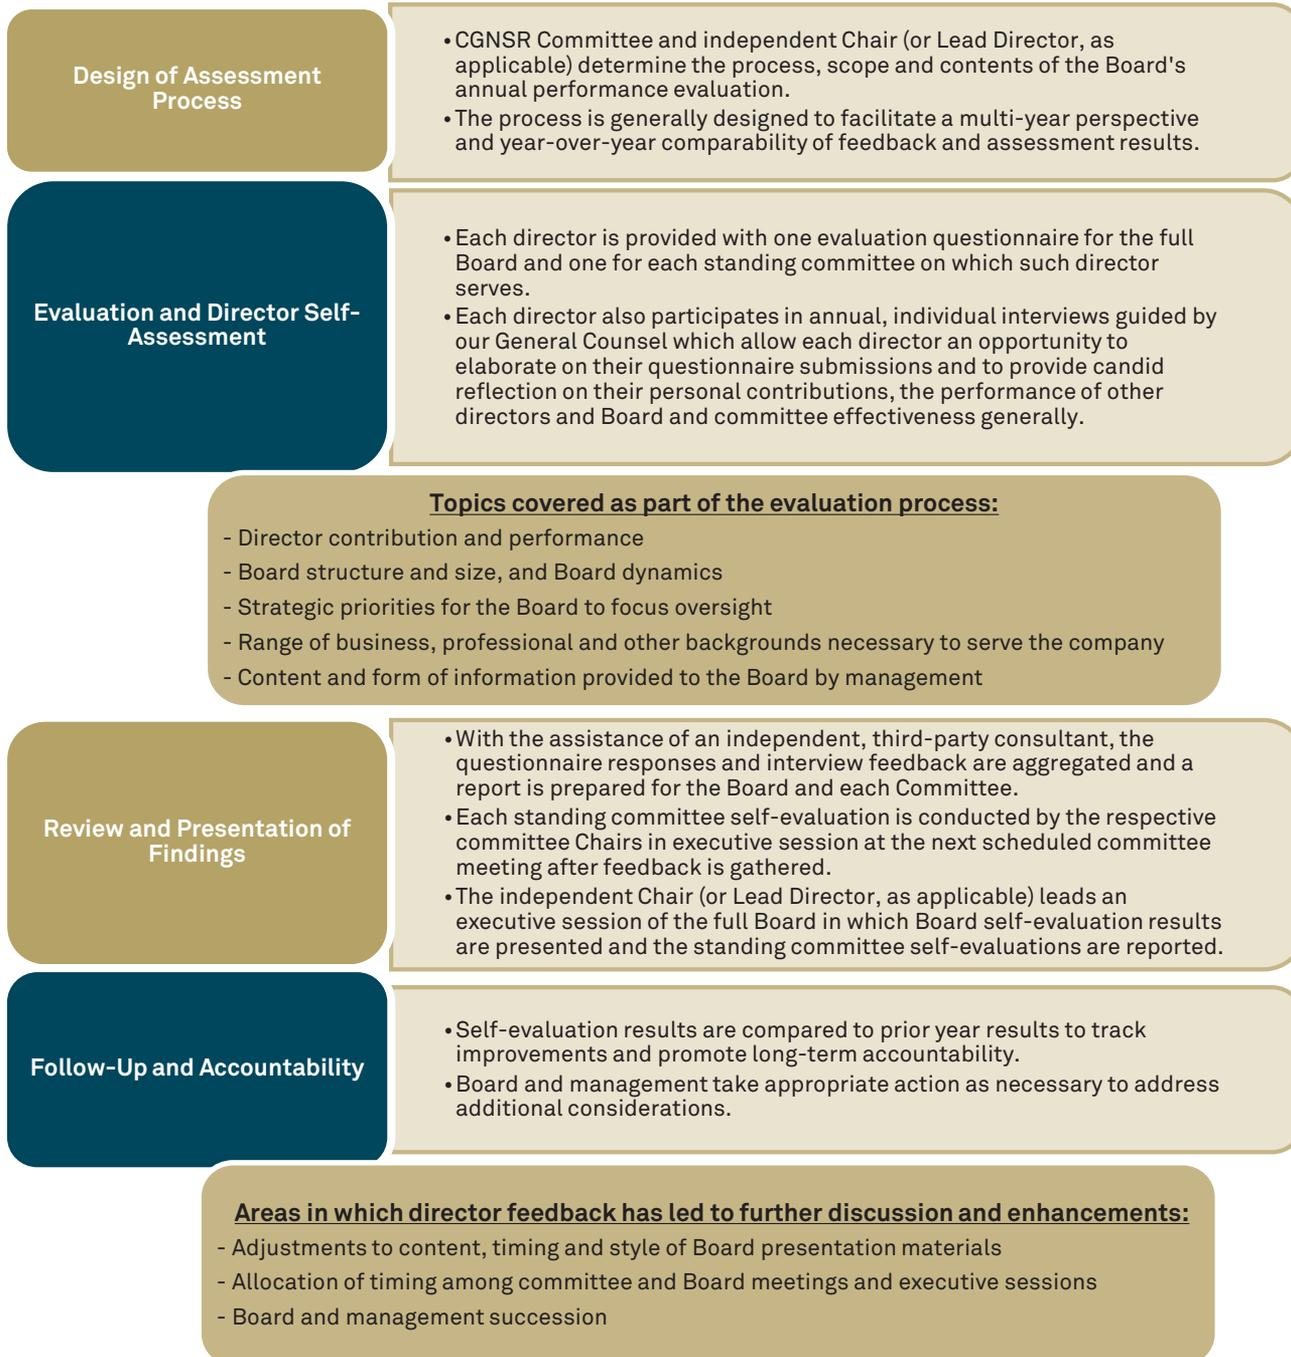 Design of Assessment
Process
•CGNSR Committee and independent Chair (or Lead Director, as
applicable) determine the process, scope and contents of the Board's
annual performance evaluation.
•The process is generally designed to facilitate a multi-year perspective
and year-over-year comparability of feedback and assessment results.
Evaluation and Director Self-
Assessment
•Each director is provided with one evaluation questionnaire for the full
Board and one for each standing committee on which such director
serves.
•Each director also participates in annual, individual interviews guided by
our General Counsel which allow each director an opportunity to
elaborate on their questionnaire submissions and to provide candid
reflection on their personal contributions, the performance of other
directors and Board and committee effectiveness generally.
Topics covered as part of the evaluation process:
- Director contribution and performance
- Board structure and size, and Board dynamics
- Strategic priorities for the Board to focus oversight
- Range of business, professional and other backgrounds necessary to serve the company
- Content and form of information provided to the Board by management
Review and Presentation of
Findings
•With the assistance of an independent, third-party consultant, the
questionnaire responses and interview feedback are aggregated and a
report is prepared for the Board and each Committee.
•Each standing committee self-evaluation is conducted by the respective
committee Chairs in executive session at the next scheduled committee
meeting after feedback is gathered.
•The independent Chair (or Lead Director, as applicable) leads an
executive session of the full Board in which Board self-evaluation results
are presented and the standing committee self-evaluations are reported.
Follow-Up and Accountability
•Self-evaluation results are compared to prior year results to track
improvements and promote long-term accountability.
•Board and management take appropriate action as necessary to address
additional considerations.
Areas in which director feedback has led to further discussion and enhancements:
- Adjustments to content, timing and style of Board presentation materials
- Allocation of timing among committee and Board meetings and executive sessions
- Board and management succession